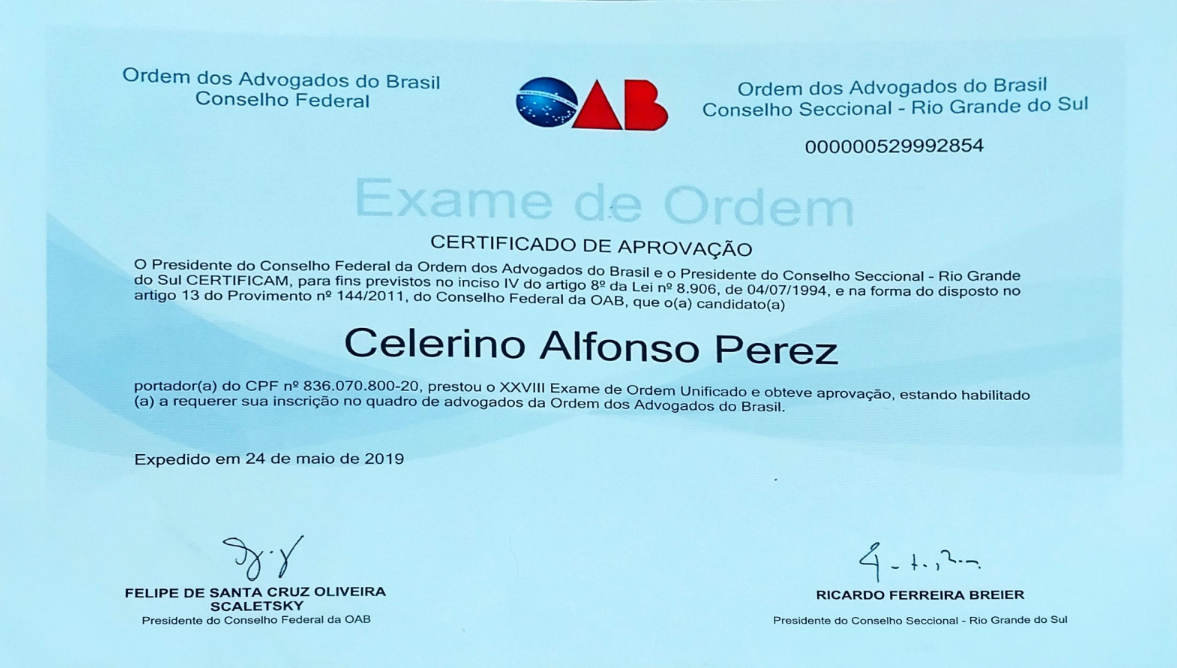 Ordem dos Advogados do Brasil
Conselho Federal
OAB
Ordem dos Advogados do Brasil
Conselho Seccional - Rio Grande do Sul
000000529992854
Exame de Ordem
CERTIFICADO DE APROVAÇÃO
O Presidente do Conselho Federal da Ordem dos Advogados do Brasil e o Presidente do Conselho Seccional - Rio Grande
do Sul CERTIFICAM, para fins previstos no inciso IV do artigo 8º da Lei nº 8.906, de 04/07/1994, e na forma do disposto no
artigo 13 do Provimento nº 144/2011, do Conselho Federal da OAB, que o(a) candidato(a)
Celerino Alfonso Perez
portador(a) do CPF nº 836.070.800-20, prestou o XXVIII Exame de Ordem Unificado e obteve aprovação, estando habilitado
(a) a requerer sua inscrição no quadro de advogados da Ordem dos Advogados do Brasil.
Expedido em 24 de maio de 2019
FELIPE DE SANTA CRUZ OLIVEIRA
SCALETSKY
Presidente do Conselho Federal da OAB
RICARDO FERREIRA BREIER
Presidente do Conselho Seccional - Rio Grande do Sul